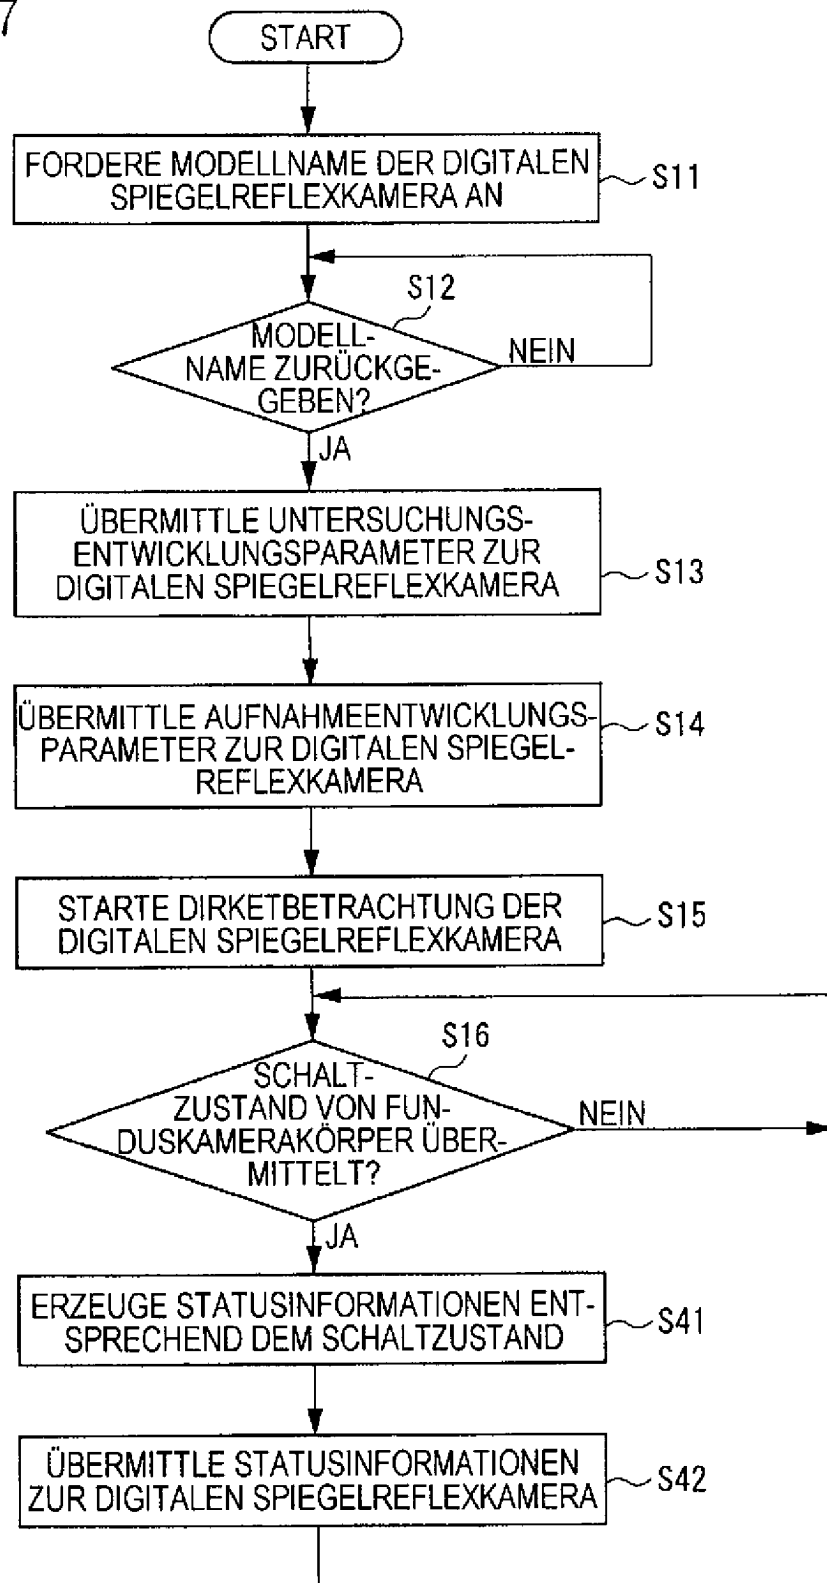 7
START
FORDERE MODELLNAME DER DIGITALEN
SPIEGELREFLEXKAMERA AN
S11
S12
MODELL-
NAME ZURÜCKGE-
GEBEN?
NEIN
JA
ÜBERMITTLE UNTERSUCHUNGS-
ENTWICKLUNGSPARAMETER ZUR
DIGITALEN SPIEGELREFLEXKAMERA
S13
ÜBERMITTLE AUFNAHMEENTWICKLUNGS-
PARAMETER ZUR DIGITALEN SPIEGEL-
REFLEXKAMERA
S14
STARTE DIRKETBETRACHTUNG DER
DIGITALEN SPIEGELREFLEXKAMERA
S15
S16
SCHALT-
ZUSTAND VON FUN-
DUSKAMERAKÖRPER ÜBER-
MITTELT?
NEIN
JA
ERZEUGE STATUSINFORMATIONEN ENT-
SPRECHEND DEM SCHALTZUSTAND
S41
ÜBERMITTLE STATUSINFORMATIONEN
ZUR DIGITALEN SPIEGELREFLEXKAMERA
S42